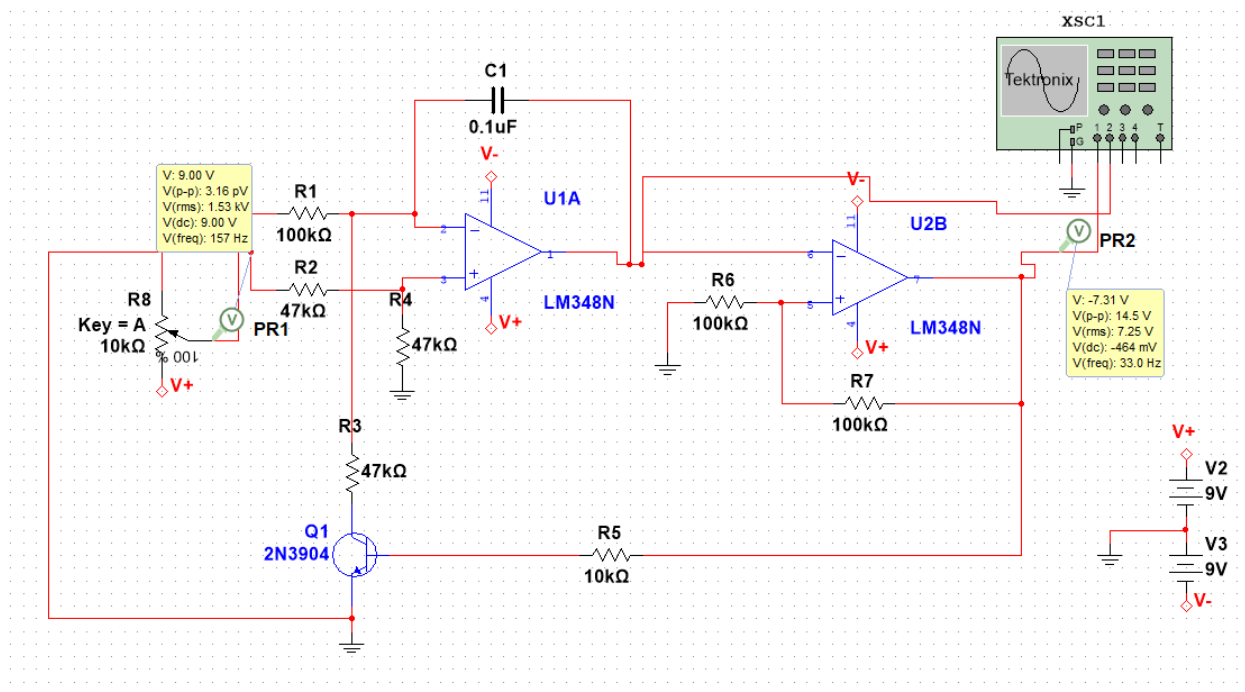 xsc1
Tektronix
P
G
1
2
3
4
T
C1
0.1uF
V-
11
U1A
2
3
1
4
LM348N
V+
V: 9.00 V
V(p-p): 3.16 pV
V(rms): 1.53 kV
V(dc): 9.00 V
V(freq): 157 Hz
R1
100kΩ
R2
47kΩ
R4
47kΩ
PR1
R8
Key = A
10kΩ
100 %
V+
V-
11
U2B
6
5
7
4
LM348N
V+
R6
100kΩ
R7
100kΩ
PR2
V: -7.31 V
V(p-p): 14.5 V
V(rms): 7.25 V
V(dc): -464 mV
V(freq): 33.0 Hz
R3
47kΩ
Q1
2N3904
R5
10kΩ
V+
V2
9V
V3
9V
V-